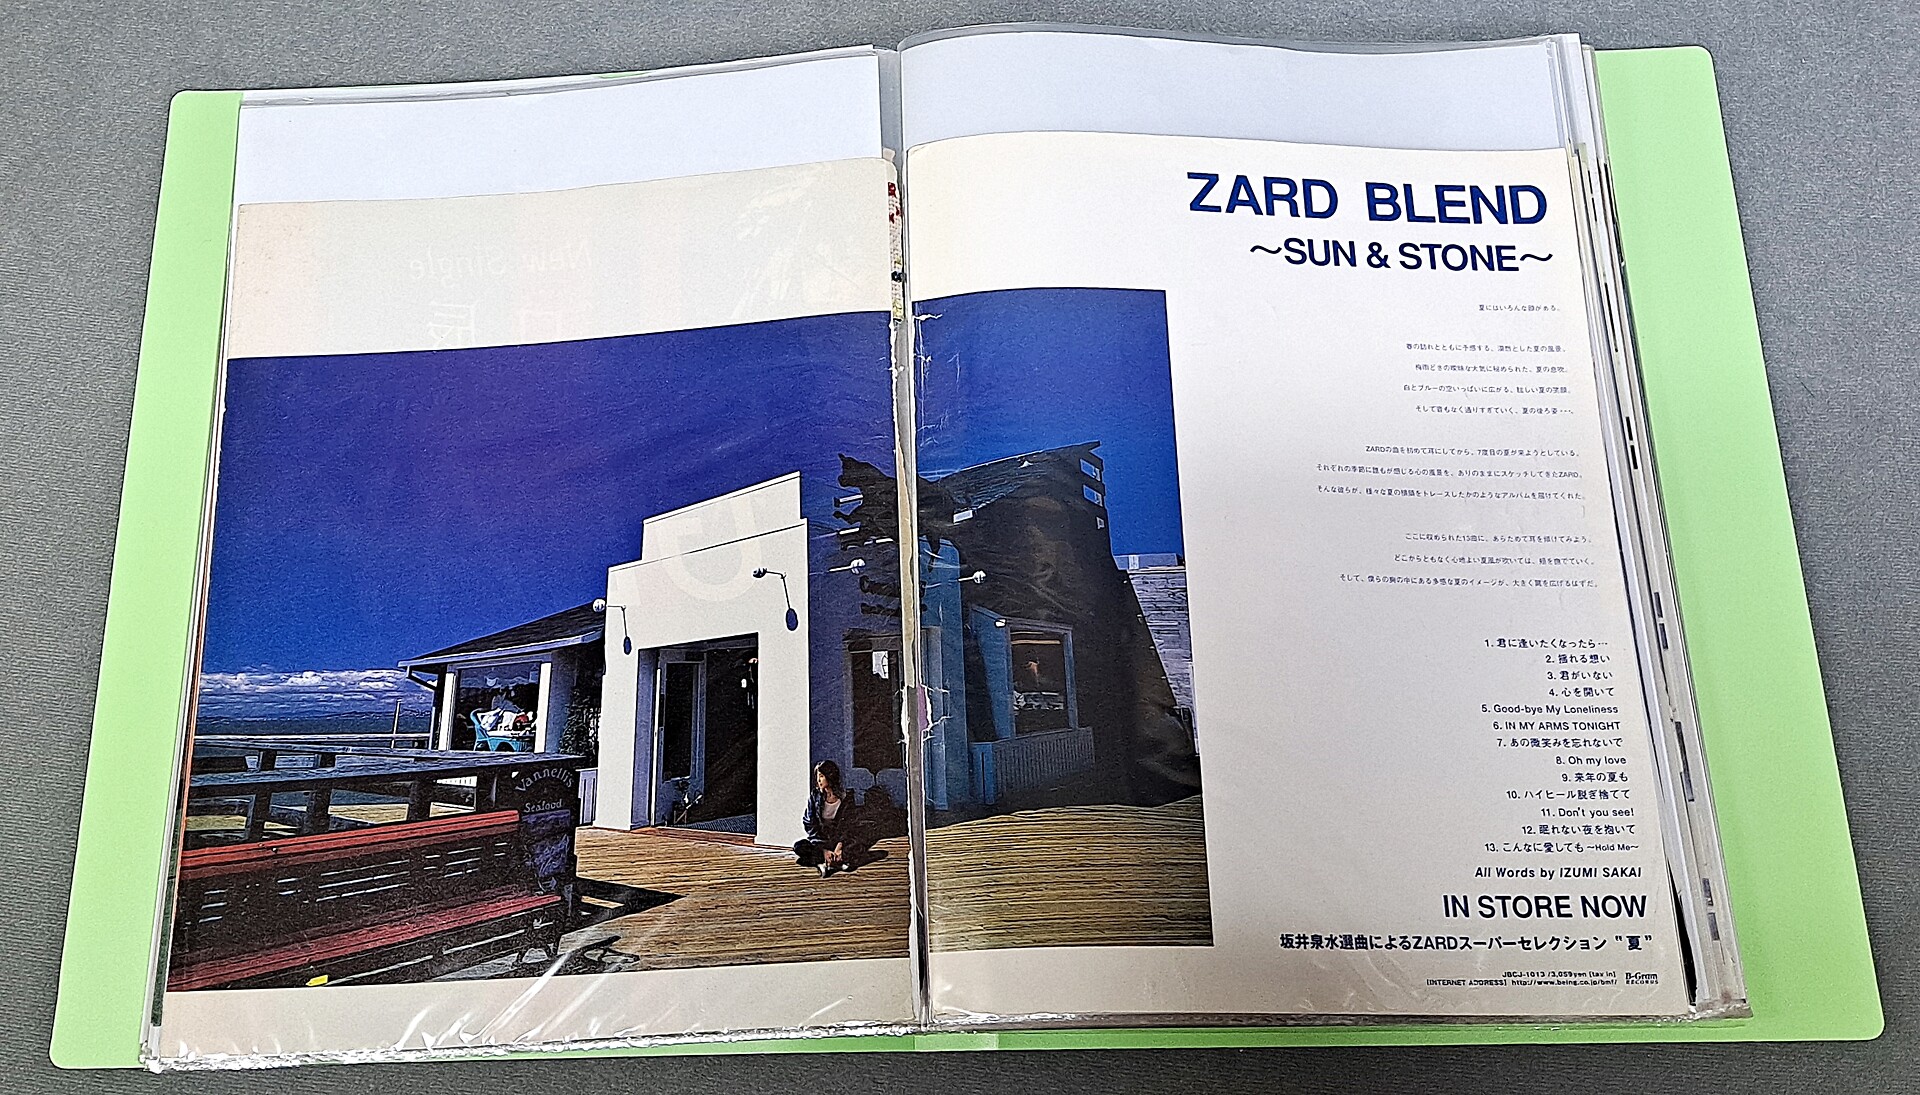 New Single
Vannelli's
Seafood
ZARD BLEND
～SUN & STONE～
夏にはいろんな顔がある。
春の訪れとともに予感する、漠然とした夏の風景。
梅雨どきの曖昧な大気に秘められた、夏の息吹。
白とブルーの空いっぱいに広がる、眩しい夏の笑顔。
そして音もなく通りすぎていく、夏の後ろ姿‥‥。
ZARDの曲を初めて耳にしてから、7度目の夏が来ようとしている。
それぞれの季節に誰もが感じる心の風景を、ありのままにスケッチしてきたZARD。
そんな彼らが、様々な夏の横顔をトレースしたかのようなアルバムを届けてくれた。
ここに収められた13曲に、あらためて耳を傾けてみよう。
どこからともなく心地よい夏風が吹いては、頬を撫でていく。
そして、僕らの胸の中にある多感な夏のイメージが、大きく翼を広げるはずだ。
1. 君に逢いたくなったら…
2. 揺れる想い
3. 君がいない
4. 心を開いて
5. Good-bye My Loneliness
6. IN MY ARMS TONIGHT
7. あの微笑みを忘れないで
8. Oh my love
9. 来年の夏も
10. ハイヒール脱ぎ捨てて
11. Don't you see!
12. 眠れない夜を抱いて
13. こんなに愛しても～Hold Me～
All Words by IZUMI SAKAI
IN STORE NOW
坂井泉水選曲によるZARDスーパーセレクション“夏”
JBCJ-1013 /3,059yen [tax in]
[INTERNET ADDRESS] http://www.being.co.jp/bmf/
B-Gram
RECORDS